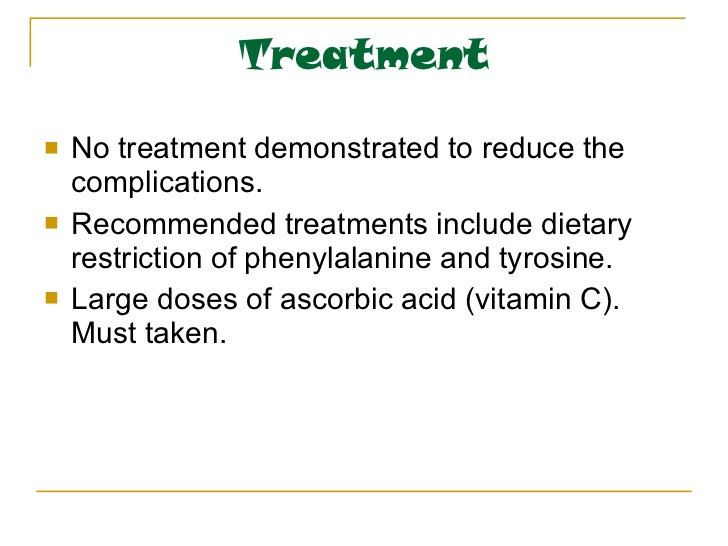 Treatment
No treatment demonstrated to reduce the
complications.
Recommended treatments include dietary
restriction of phenylalanine and tyrosine.
Large doses of ascorbic acid (vitamin C).
Must taken.